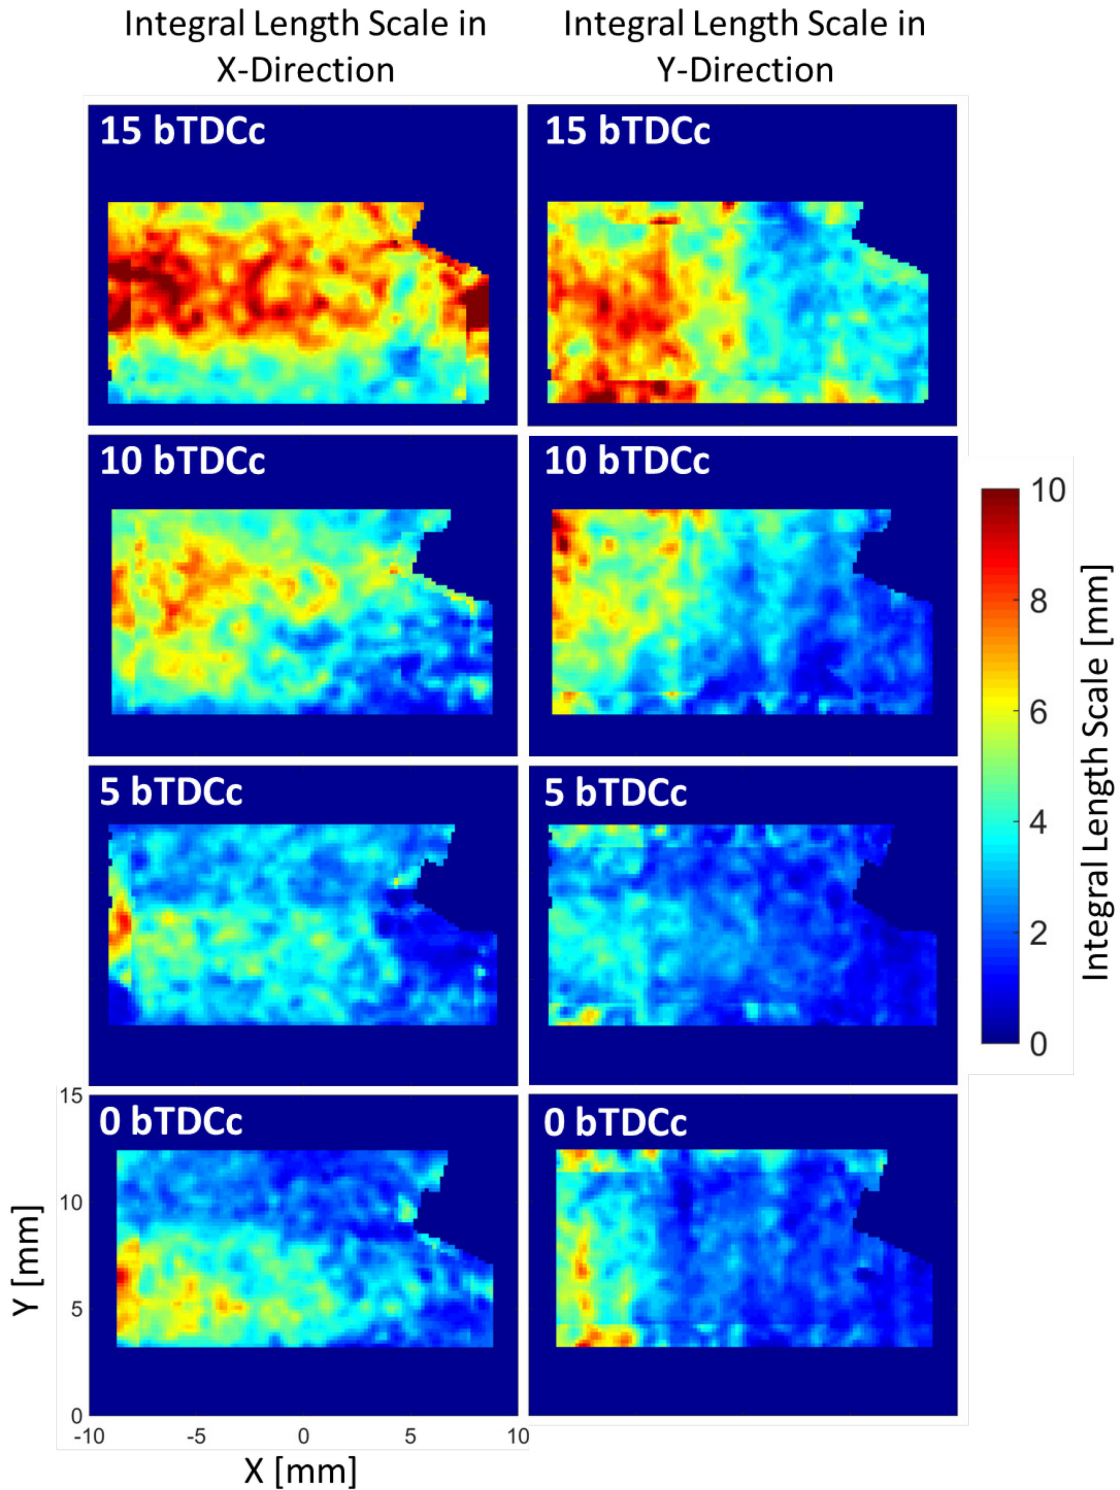 Integral Length Scale in
X-Direction
Integral Length Scale in
Y-Direction
15 bTDCc
15 bTDCc
10 bTDCc
10 bTDCc
5 bTDCc
5 bTDCc
0 bTDCc
0 bTDCc
10
8
6
4
2
0
Integral Length Scale [mm]
15
10
5
0
Y [mm]
-10
-5
0
5
10
X [mm]